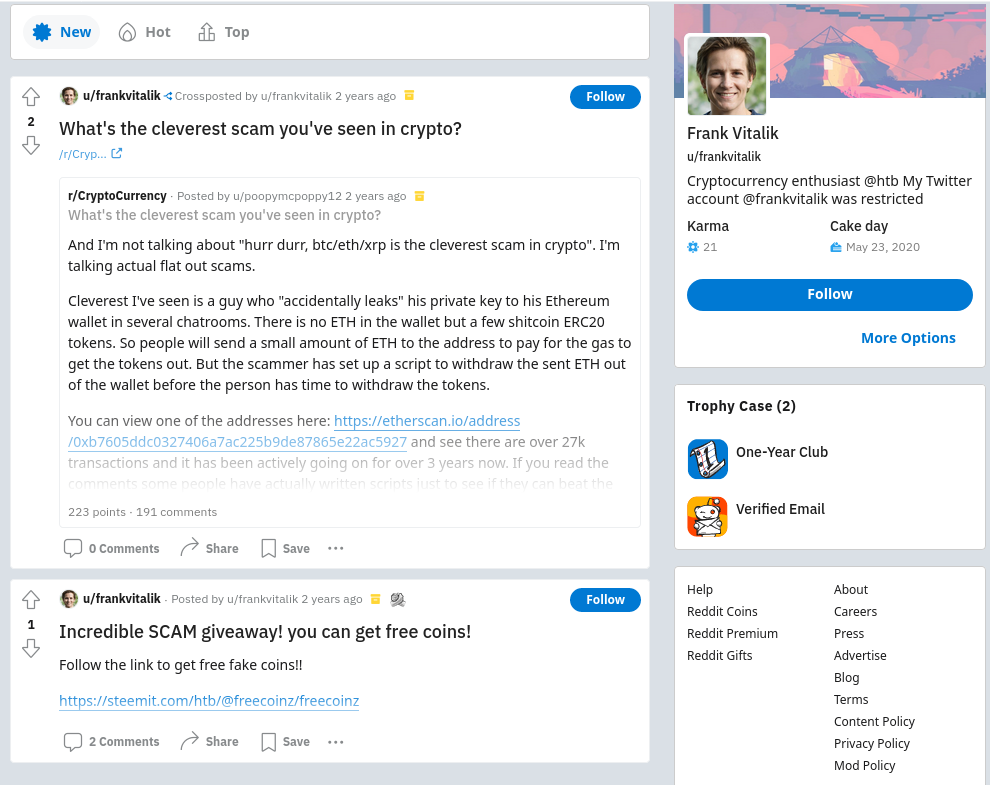 New
Hot
Top
u/frankvitalik Crossposted by u/frankvitalik 2 years ago
Follow
2
What's the cleverest scam you've seen in crypto?
/r/Cryp...
r/CryptoCurrency · Posted by u/poopymcpoppy12 2 years ago
What's the cleverest scam you've seen in crypto?
And I'm not talking about "hurr durr, btc/eth/xrp is the cleverest scam in crypto". I'm
talking actual flat out scams.
Cleverest I've seen is a guy who "accidentally leaks" his private key to his Ethereum
wallet in several chatrooms. There is no ETH in the wallet but a few shitcoin ERC20
tokens. So people will send a small amount of ETH to the address to pay for the gas to
get the tokens out. But the scammer has set up a script to withdraw the sent ETH out
of the wallet before the person has time to withdraw the tokens.
You can view one of the addresses here: https://etherscan.io/address
/0xb7605ddc0327406a7ac225b9de87865e22ac5927 and see there are over 27k
transactions and it has been actively going on for over 3 years now. If you read the
comments some people have actually written scripts just to see if they can beat the
223 points · 191 comments
0 Comments
Share
Save
u/frankvitalik · Posted by u/frankvitalik 2 years ago
Follow
1
Incredible SCAM giveaway! you can get free coins!
Follow the link to get free fake coins!!
https://steemit.com/htb/@freecoinz/freecoinz
2 Comments
Share
Save
Frank Vitalik
u/frankvitalik
Cryptocurrency enthusiast @htb My Twitter
account @frankvitalik was restricted
Karma
21
Cake day
May 23, 2020
Follow
More Options
Trophy Case (2)
One-Year Club
Verified Email
Help
Reddit Coins
Reddit Premium
Reddit Gifts
About
Careers
Press
Advertise
Blog
Terms
Content Policy
Privacy Policy
Mod Policy